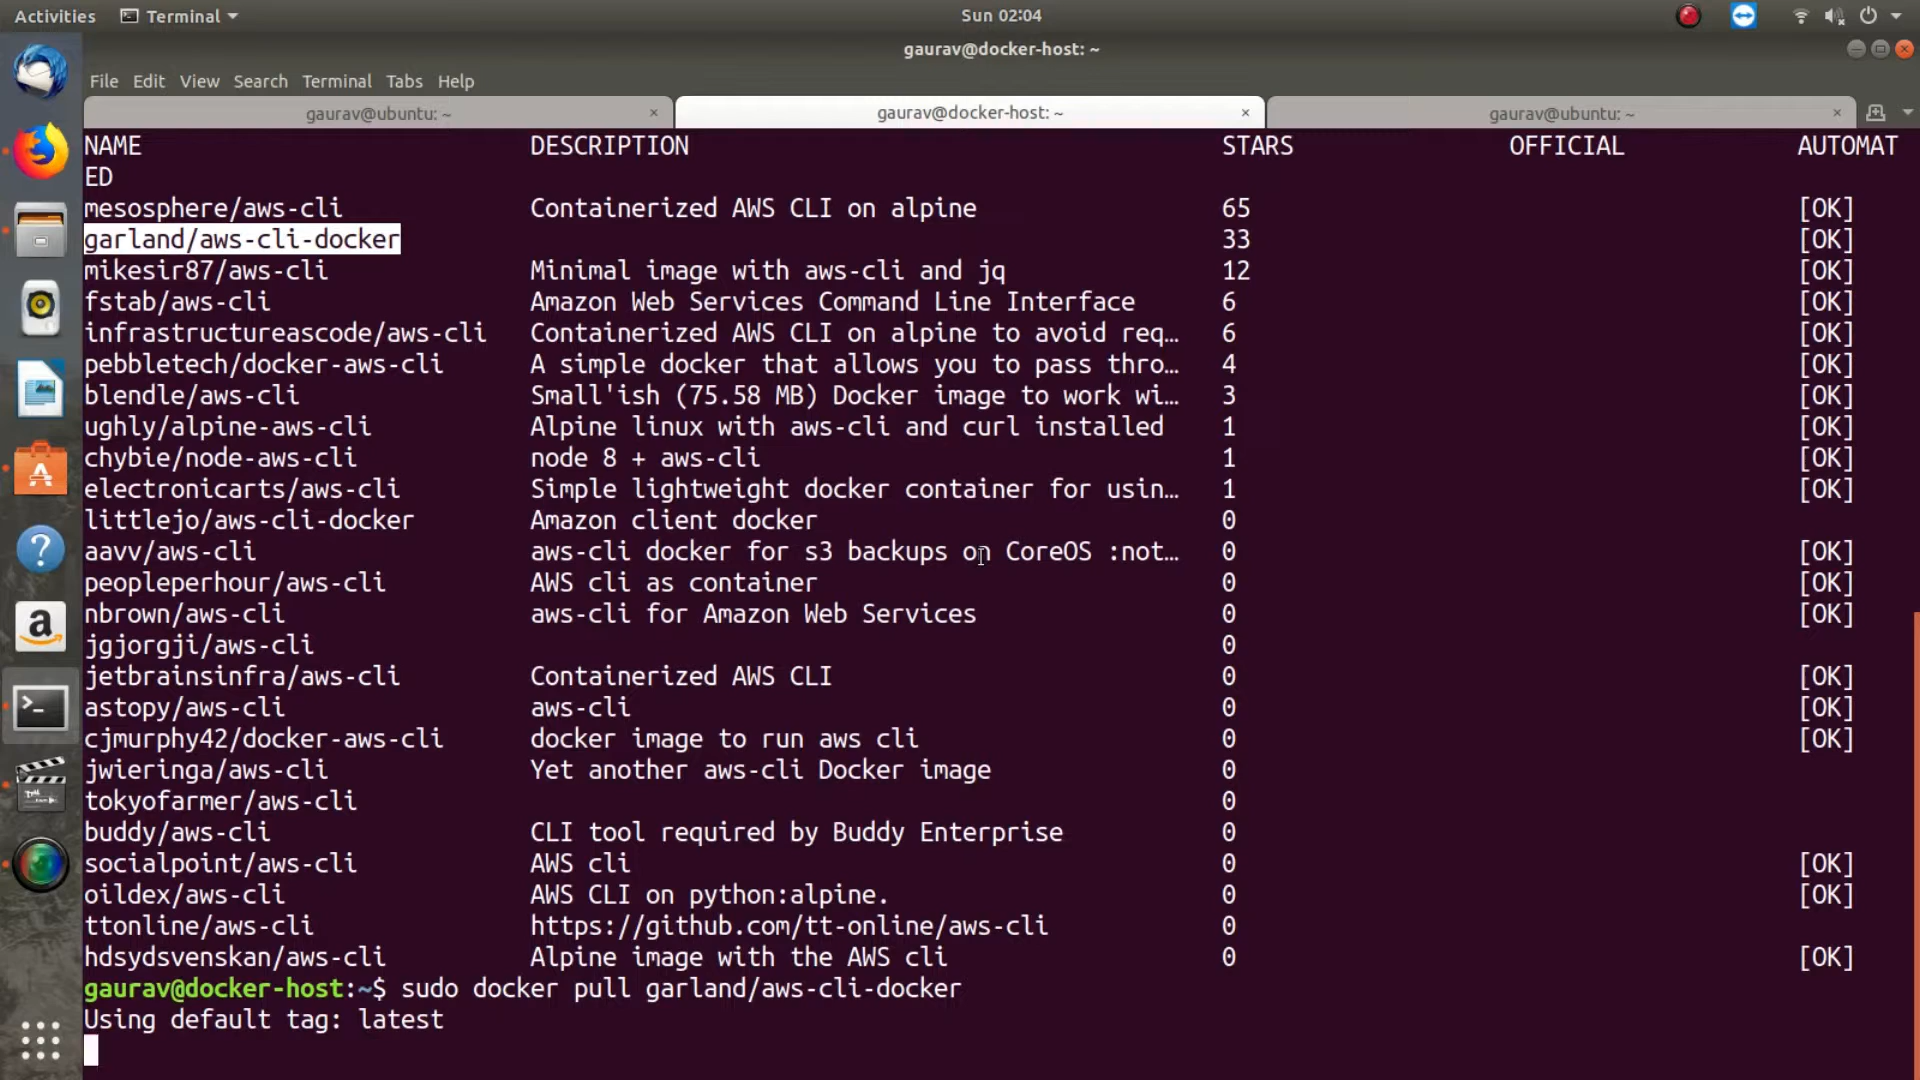 Activities Terminal Sun 02:04
gaurav@docker-host: ~
File Edit View Search Terminal Tabs Help
gaurav@ubuntu: ~ × gaurav@docker-host: ~ × gaurav@ubuntu: ~ ×
NAME DESCRIPTION STARS OFFICIAL AUTOMAT
ED
mesosphere/aws-cli Containerized AWS CLI on alpine 65 [OK]
garland/aws-cli-docker 33 [OK]
mikesir87/aws-cli Minimal image with aws-cli and jq 12 [OK]
fstab/aws-cli Amazon Web Services Command Line Interface 6 [OK]
infrastructureascode/aws-cli Containerized AWS CLI on alpine to avoid req… 6 [OK]
pebbletech/docker-aws-cli A simple docker that allows you to pass thro… 4 [OK]
blendle/aws-cli Small'ish (75.58 MB) Docker image to work wi… 3 [OK]
ughly/alpine-aws-cli Alpine linux with aws-cli and curl installed 1 [OK]
chybie/node-aws-cli node 8 + aws-cli 1 [OK]
electronicarts/aws-cli Simple lightweight docker container for usin… 1 [OK]
littlejo/aws-cli-docker Amazon client docker 0
aavv/aws-cli aws-cli docker for s3 backups on CoreOS :not… 0 [OK]
peopleperhour/aws-cli AWS cli as container 0 [OK]
nbrown/aws-cli aws-cli for Amazon Web Services 0 [OK]
jgjorgji/aws-cli 0
jetbrainsinfra/aws-cli Containerized AWS CLI 0 [OK]
astopy/aws-cli aws-cli 0 [OK]
cjmurphy42/docker-aws-cli docker image to run aws cli 0 [OK]
jwieringa/aws-cli Yet another aws-cli Docker image 0
tokyofarmer/aws-cli 0
buddy/aws-cli CLI tool required by Buddy Enterprise 0
socialpoint/aws-cli AWS cli 0 [OK]
oildex/aws-cli AWS CLI on python:alpine. 0 [OK]
ttonline/aws-cli https://github.com/tt-online/aws-cli 0
hdsydsvenskan/aws-cli Alpine image with the AWS cli 0 [OK]
gaurav@docker-host:~$ sudo docker pull garland/aws-cli-docker
Using default tag: latest